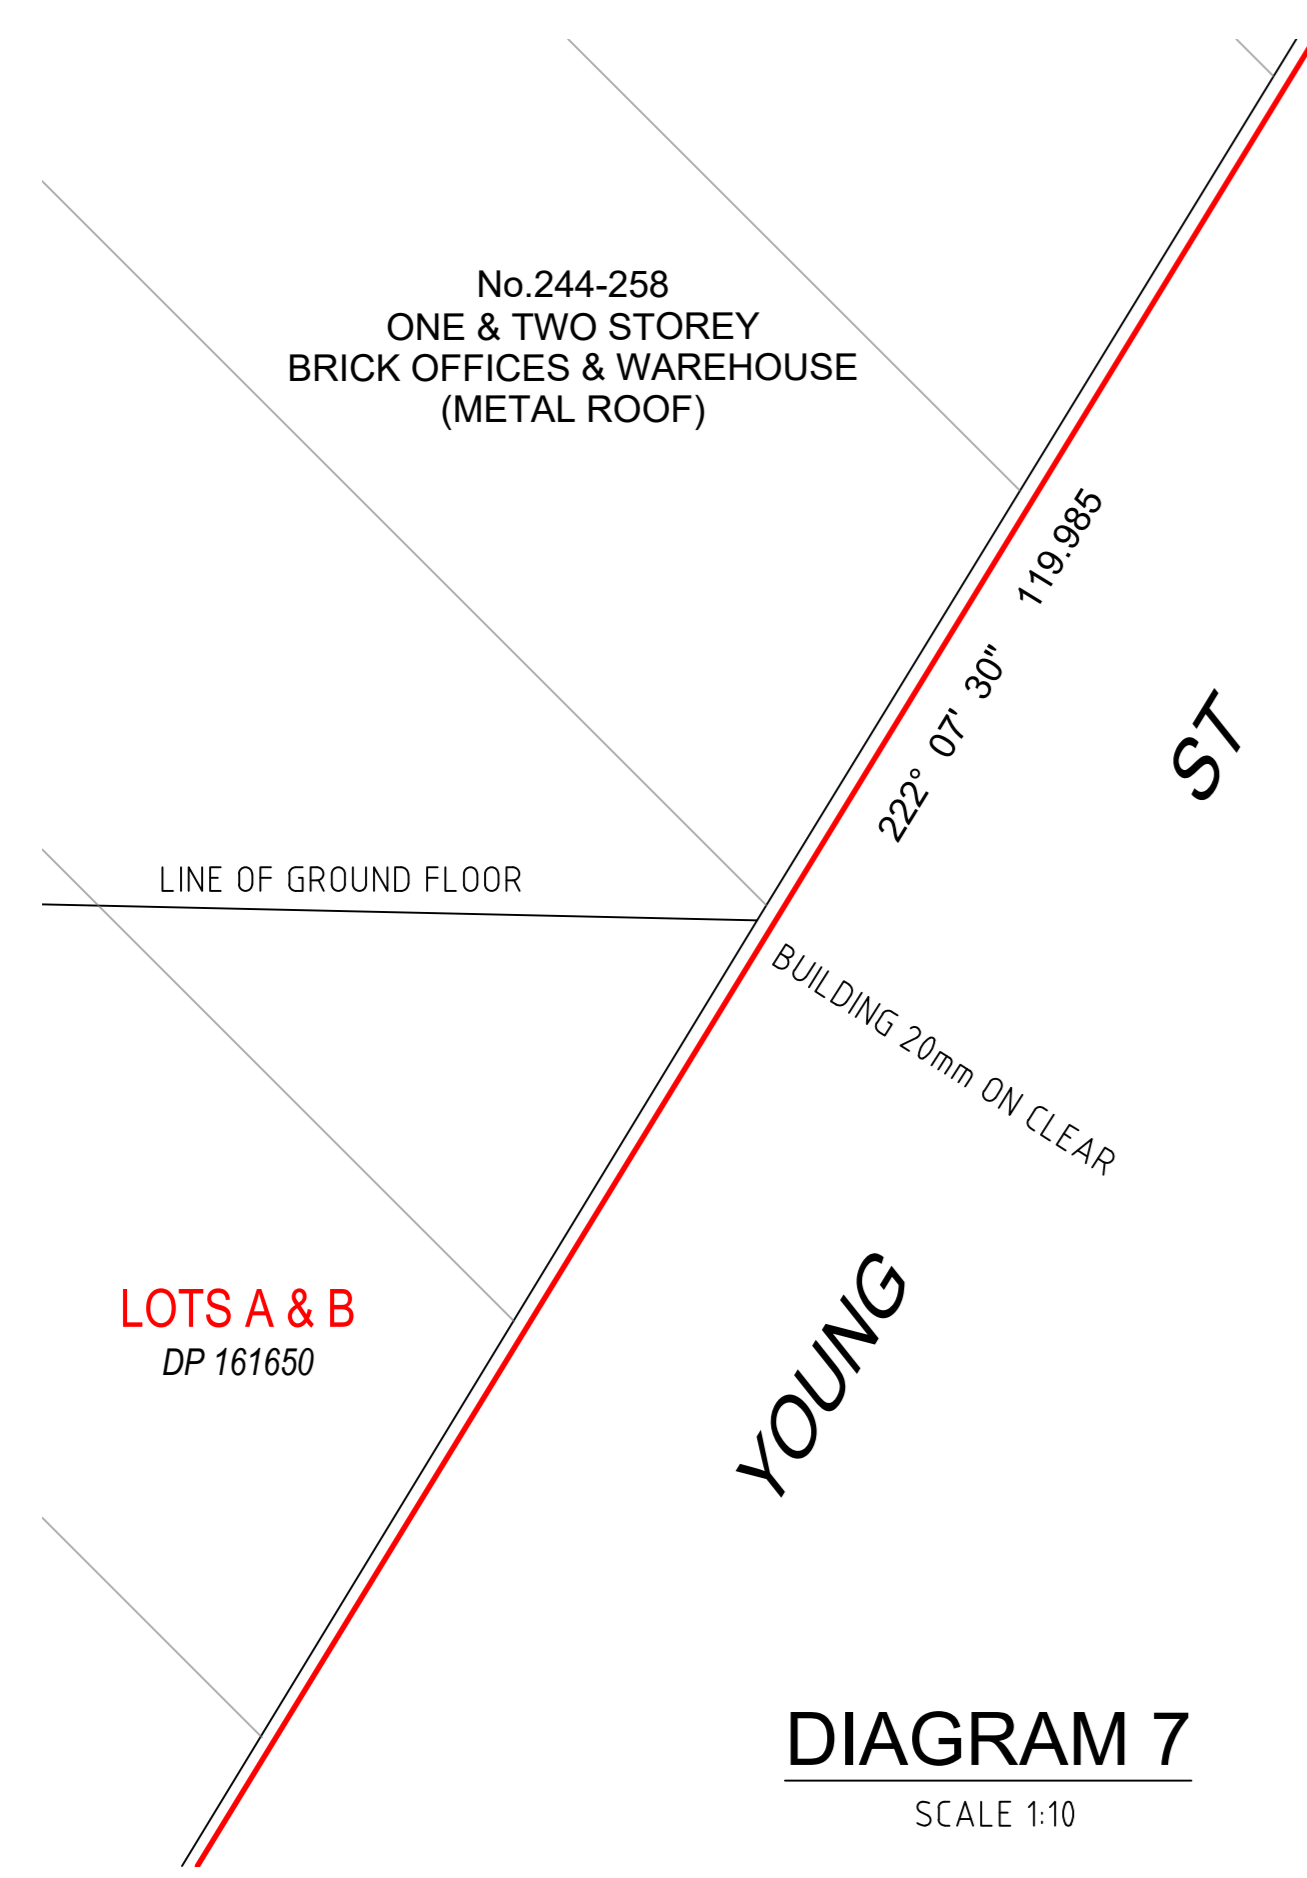 No.244-258
ONE & TWO STOREY
BRICK OFFICES & WAREHOUSE
(METAL ROOF)
222° 07' 30" 119.985
YOUNG ST
LINE OF GROUND FLOOR
BUILDING 20mm ON CLEAR
LOTS A & B
DP 161650
DIAGRAM 7
SCALE 1:10